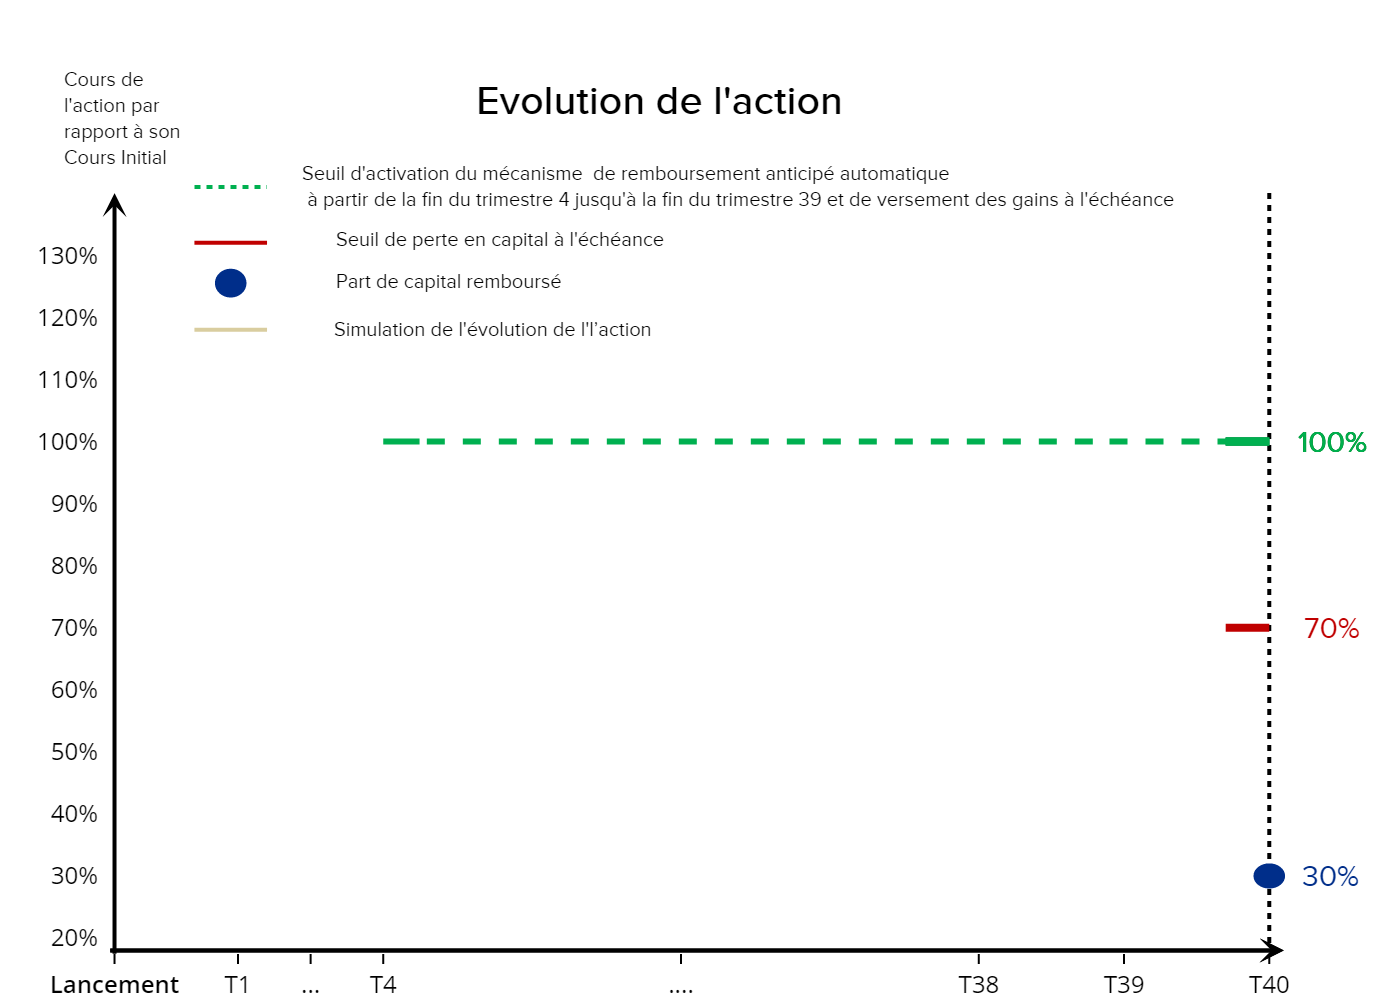 Cours de
l'action par
rapport à son
Cours Initial
Evolution de l'action
Seuil d'activation du mécanisme  de remboursement anticipé automatique
à partir de la fin du trimestre 4 jusqu'à la fin du trimestre 39 et de versement des gains à l'échéance
Seuil de perte en capital à l'échéance
Part de capital remboursé
Simulation de l'évolution de l'l’action
130%
120%
110%
100%
90%
80%
70%
60%
50%
40%
30%
20%
100%
70%
30%
Lancement T1 ... T4 .... T38 T39 T40